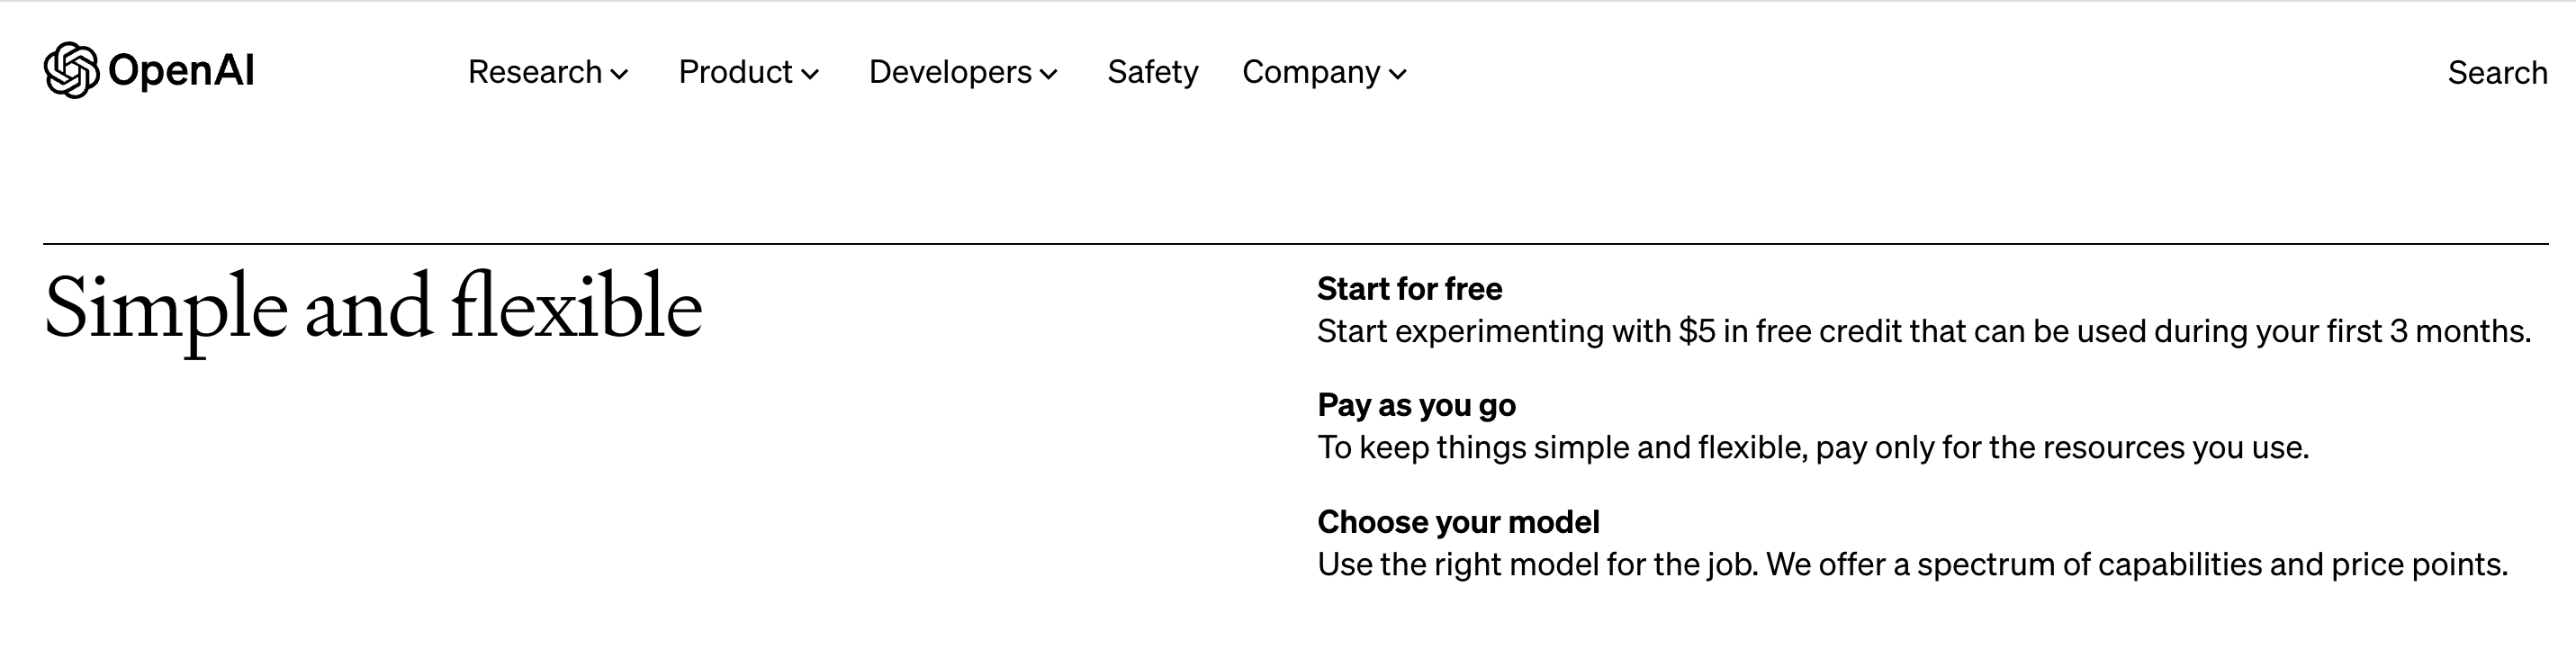 OpenAI
Research
Product
Developers
Safety
Company
Search
Simple and flexible
Start for free
Start experimenting with $5 in free credit that can be used during your first 3 months.
Pay as you go
To keep things simple and flexible, pay only for the resources you use.
Choose your model
Use the right model for the job. We offer a spectrum of capabilities and price points.